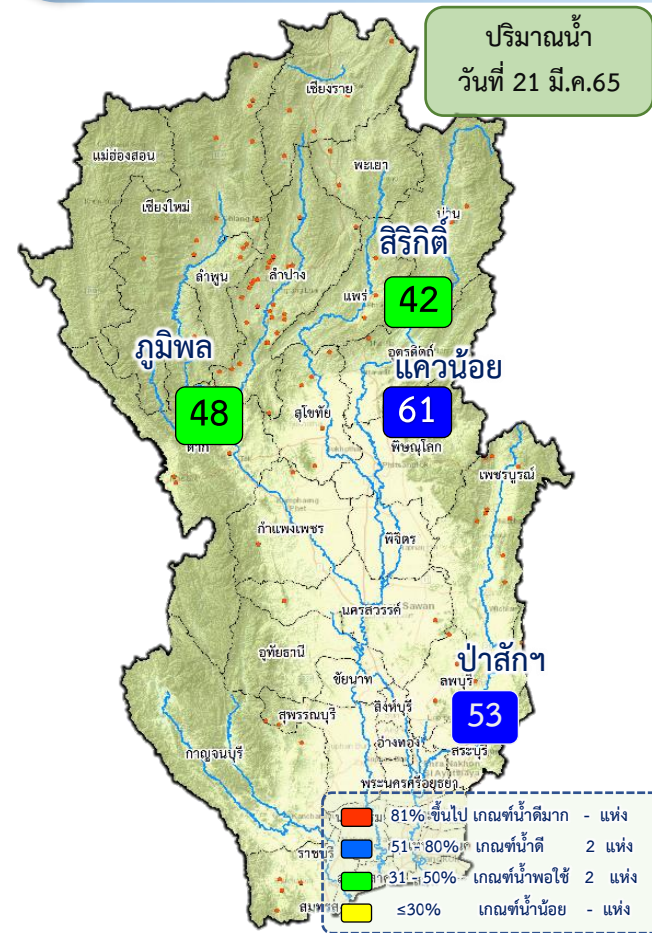 ปริมาณน้ำ
วันที่ 21 มี.ค.65
เชียงราย
แม่ฮ่องสอน
พะเยา
เชียงใหม่
น่าน
สิริกิติ์
ลำพูน
ลำปาง
แพร่
42
ภูมิพล
อุตรดิตถ์
แควน้อย
48
สุโขทัย
61
ตาก
พิษณุโลก
เพชรบูรณ์
กำแพงเพชร
พิจิตร
นครสวรรค์
Sawan
อุทัยธานี
ป่าสักฯ
ชัยนาท
ลพบุรี
สุพรรณบุรี
สิงห์บุรี
53
อ่างทอง
กาญจนบุรี
สระบุรี
พระนครศรีอยุธยา
81% ขึ้นไป เกณฑ์น้ำดีมาก - แห่ง
51 - 80% เกณฑ์น้ำดี 2 แห่ง
ราชบุรี
31 - 50% เกณฑ์น้ำพอใช้ 2 แห่ง
≤30% เกณฑ์น้ำน้อย - แห่ง